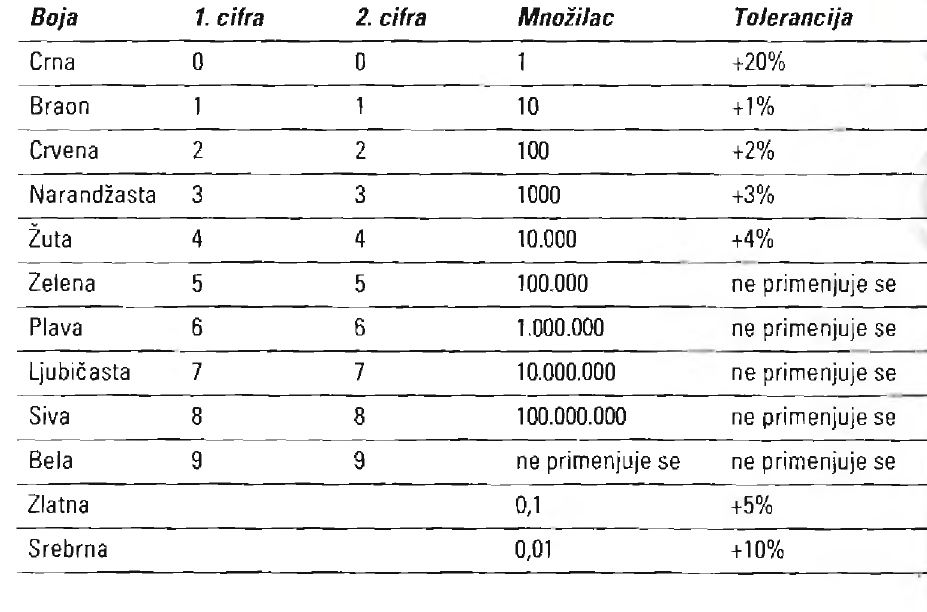 Boja 1. cifra 2. cifra Množilac Tolerancija
Crna 0 0 1 +20%
Braon 1 1 10 +1%
Crvena 2 2 100 +2%
Narandžasta 3 3 1000 +3%
Žuta 4 4 10.000 +4%
Zelena 5 5 100.000 ne primenjuje se
Plava 6 6 1.000.000 ne primenjuje se
Ljubičasta 7 7 10.000.000 ne primenjuje se
Siva 8 8 100.000.000 ne primenjuje se
Bela 9 9 ne primenjuje se ne primenjuje se
Zlatna 0,1 +5%
Srebrna 0,01 +10%